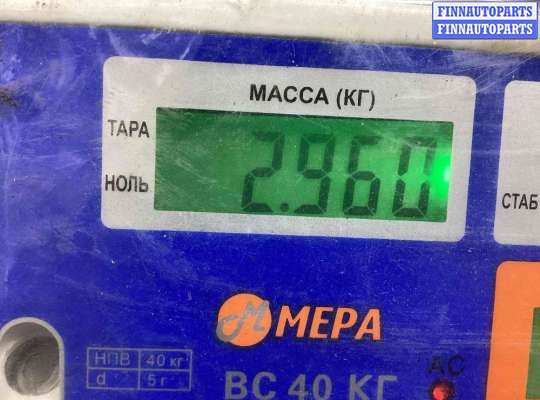 FINNAUTOPARTS
FINNAUTOPARTS
МАССА (КГ)
ТАРА
НОЛЬ
2.960
СТАБ
М МЕРА
НПВ 40 кг
d 5 г
АС
ВС 40 КГ